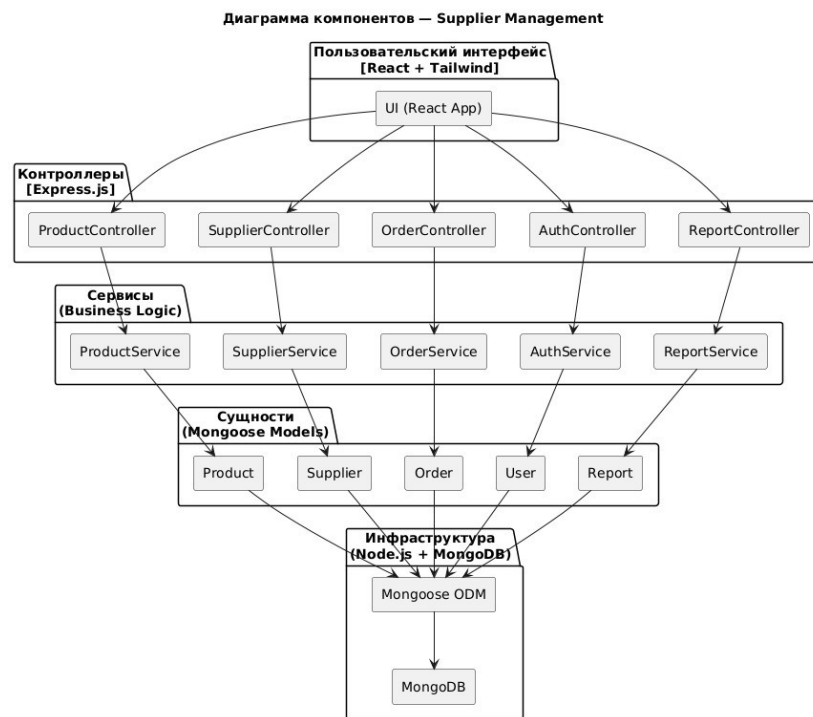 Диаграмма компонентов — Supplier Management
Пользовательский интерфейс
[React + Tailwind]
UI (React App)
Контроллеры
[Express.js]
ProductController
SupplierController
OrderController
AuthController
ReportController
Сервисы
(Business Logic)
ProductService
SupplierService
OrderService
AuthService
ReportService
Сущности
(Mongoose Models)
Product
Supplier
Order
User
Report
Инфраструктура
(Node.js + MongoDB)
Mongoose ODM
MongoDB